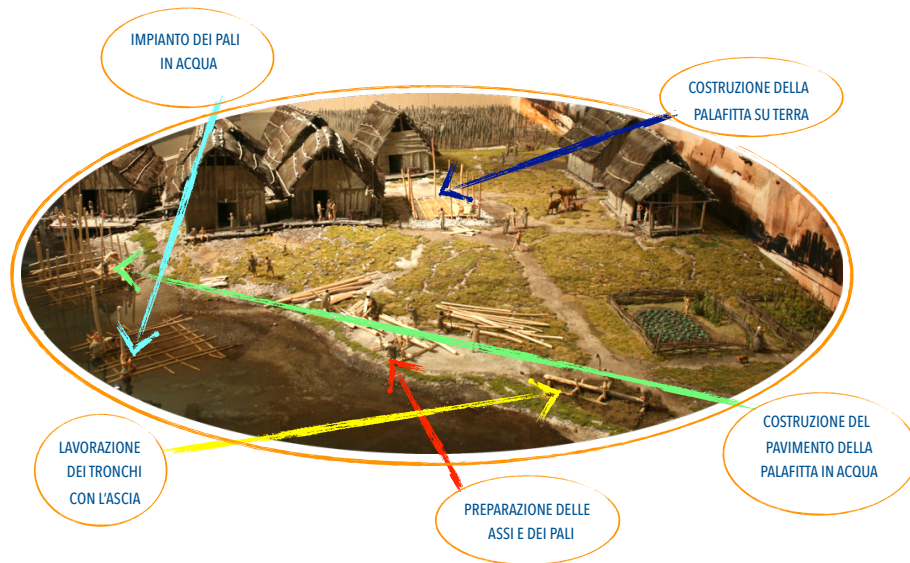 IMPIANTO DEI PALI
IN ACQUA
COSTRUZIONE DELLA
PALAFITTA SU TERRA
LAVORAZIONE
DEI TRONCHI
CON L'ASCIA
PREPARAZIONE DELLE
ASSI E DEI PALI
COSTRUZIONE DEL
PAVIMENTO DELLA
PALAFITTA IN ACQUA